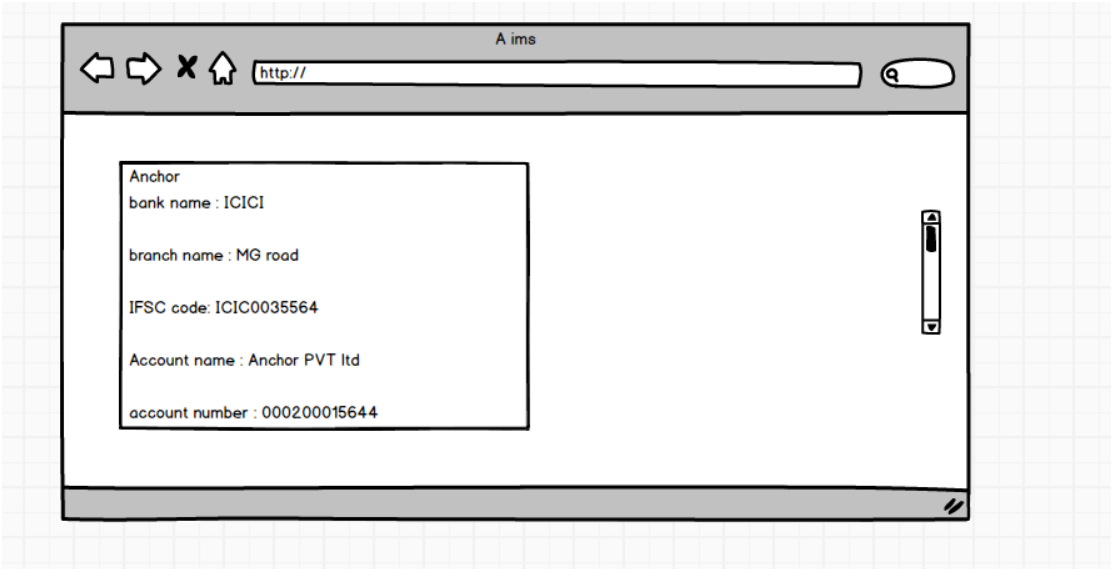 A ims
http://
Anchor
bank name : ICICI
branch name : MG road
IFSC code: ICIC0035564
Account name : Anchor PVT ltd
account number : 000200015644